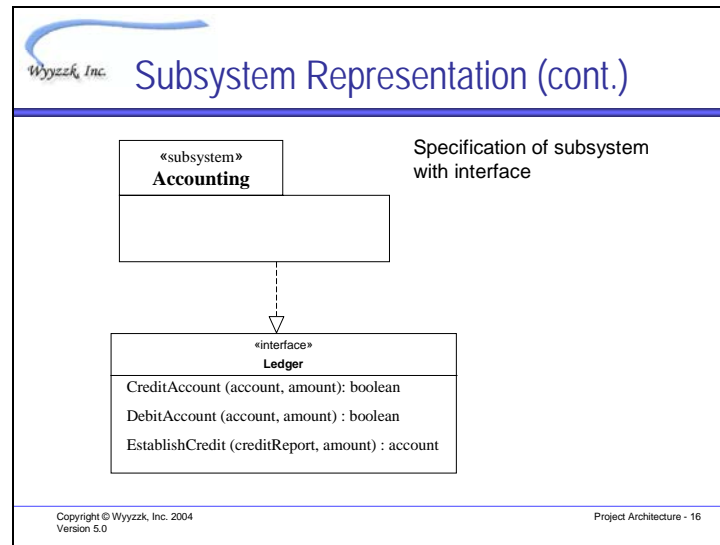 Wyyzzk, Inc.
Subsystem Representation (cont.)
«subsystem»
Accounting
Specification of subsystem
with interface
«interface»
Ledger
CreditAccount (account, amount): boolean
DebitAccount (account, amount) : boolean
EstablishCredit (creditReport, amount) : account
Copyright © Wyyzzk, Inc. 2004
Version 5.0
Project Architecture - 16